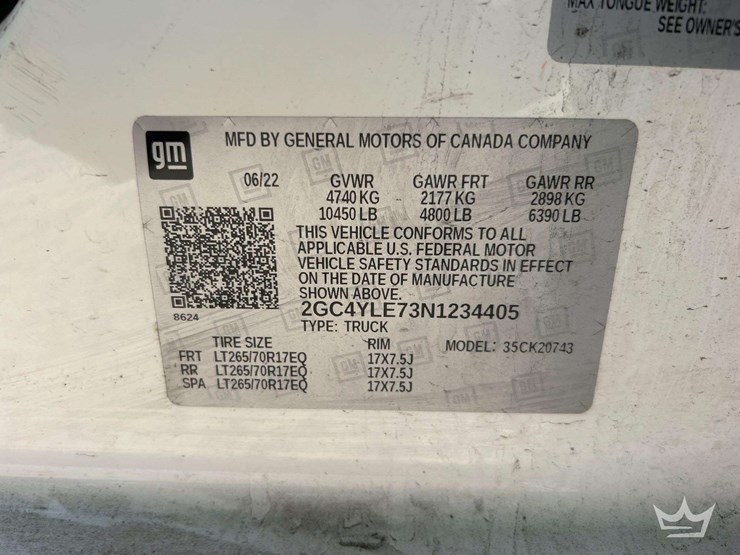 MAX TONGUE WEIGHT:
SEE OWNER'S
gm
MFD BY GENERAL MOTORS OF CANADA COMPANY
06/22 GVWR GAWR FRT GAWR RR
4740 KG 2177 KG 2898 KG
10450 LB 4800 LB 6390 LB
THIS VEHICLE CONFORMS TO ALL
APPLICABLE U.S. FEDERAL MOTOR
VEHICLE SAFETY STANDARDS IN EFFECT
ON THE DATE OF MANUFACTURE
SHOWN ABOVE.
8624
2GC4YLE73N1234405
TYPE: TRUCK
TIRE SIZE RIM MODEL: 35CK20743
FRT LT265/70R17EQ 17X7.5J
RR LT265/70R17EQ 17X7.5J
SPA LT265/70R17EQ 17X7.5J